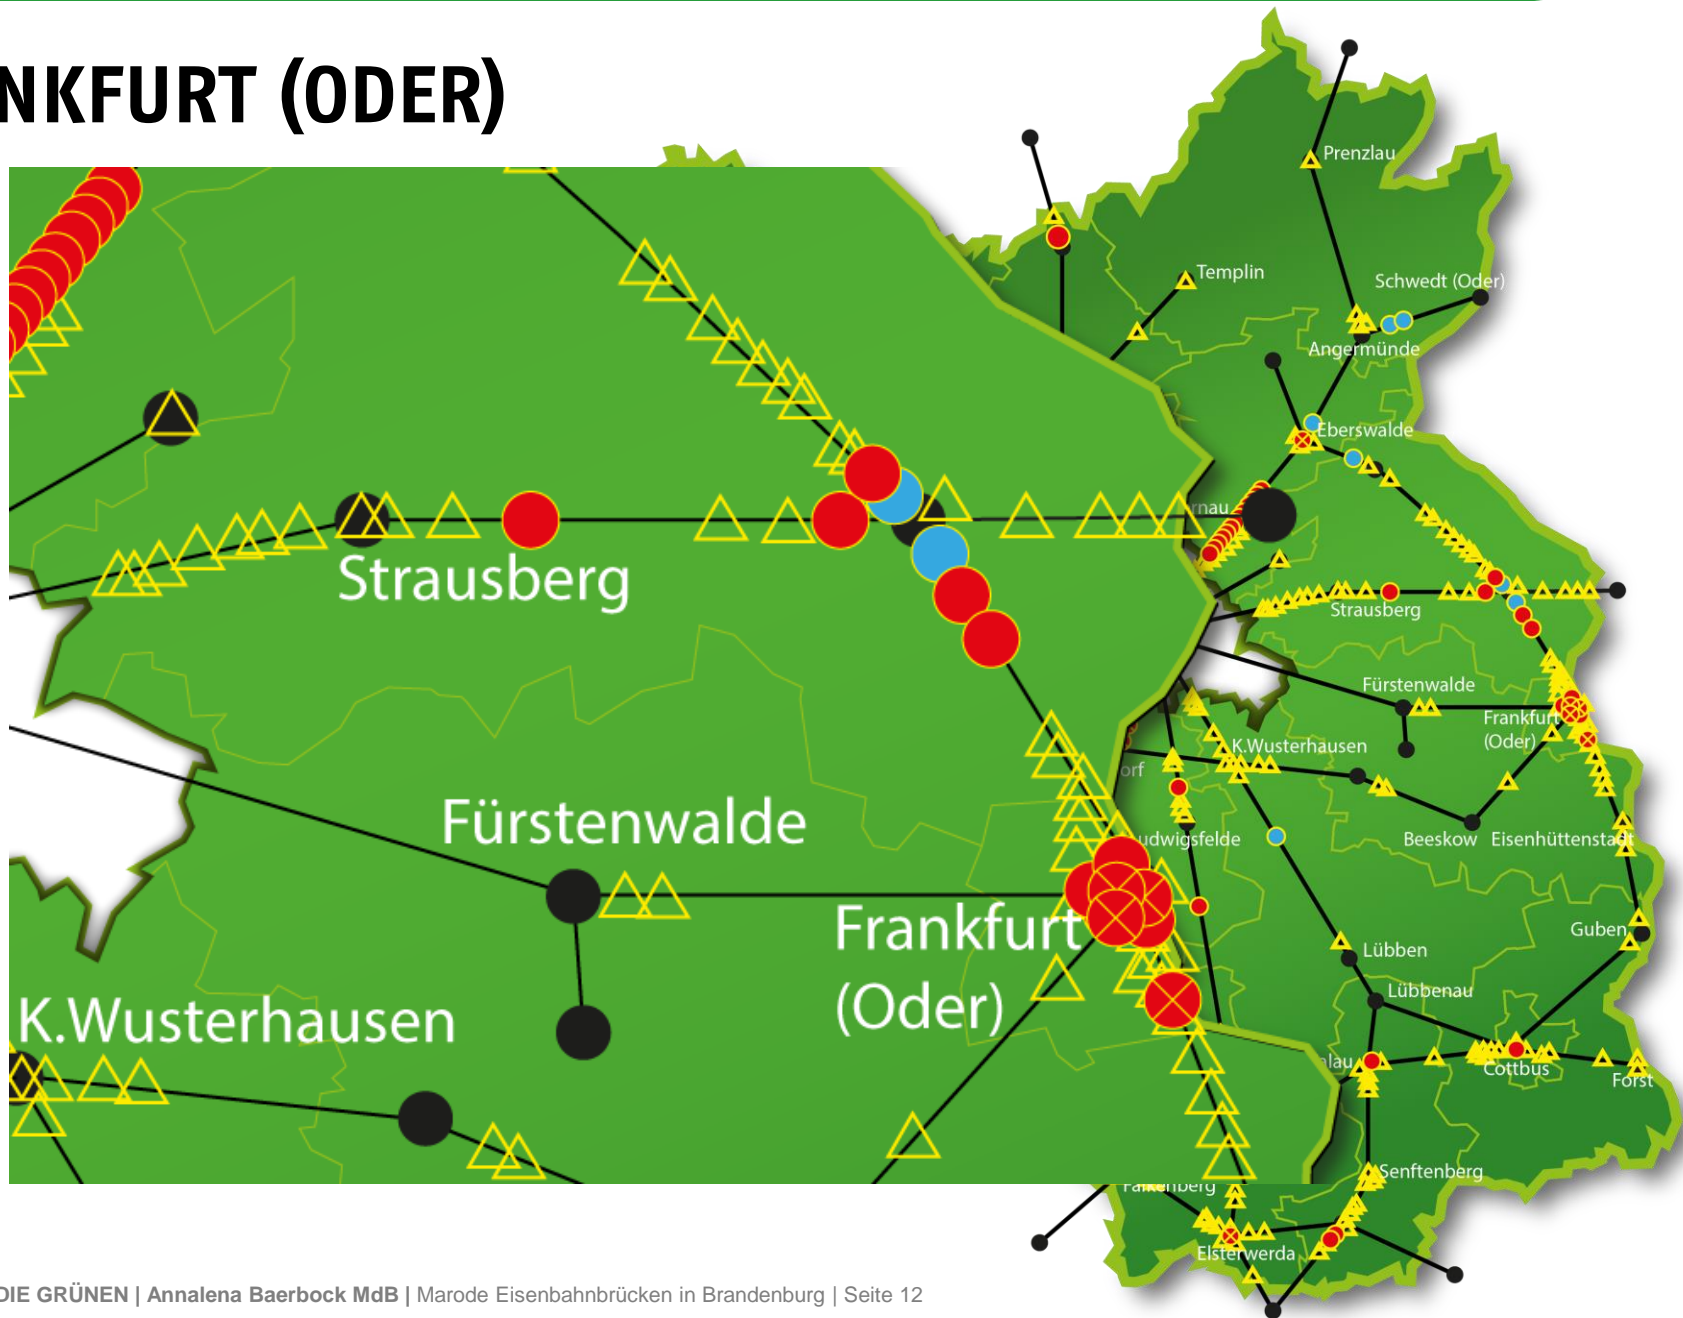 NKFURT (ODER)
Prenzlau
Templin
Schwedt (Oder)
Angermünde
Eberswalde
rnau
Strausberg
Strausberg
Fürstenwalde
Frankfurt
(Oder)
K.Wusterhausen
orf
udwigsfelde
Beeskow
Eisenhüttenstadt
Fürstenwalde
Frankfurt
(Oder)
K.Wusterhausen
Guben
Lübben
Lübbenau
lau
Cottbus
Forst
Senftenberg
Falkenberg
Elsterwerda
DIE GRÜNEN | Annalena Baerbock MdB | Marode Eisenbahnbrücken in Brandenburg | Seite 12